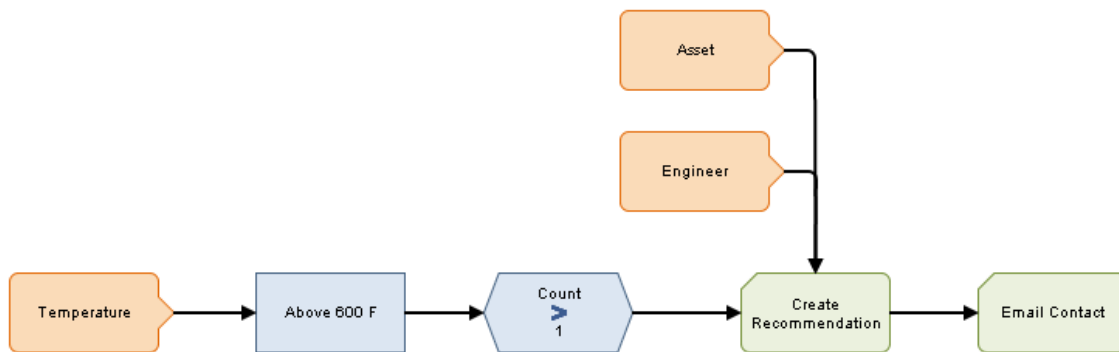 Asset
Engineer
Temperature
Above 600 F
Count
>
1
Create
Recommendation
Email Contact